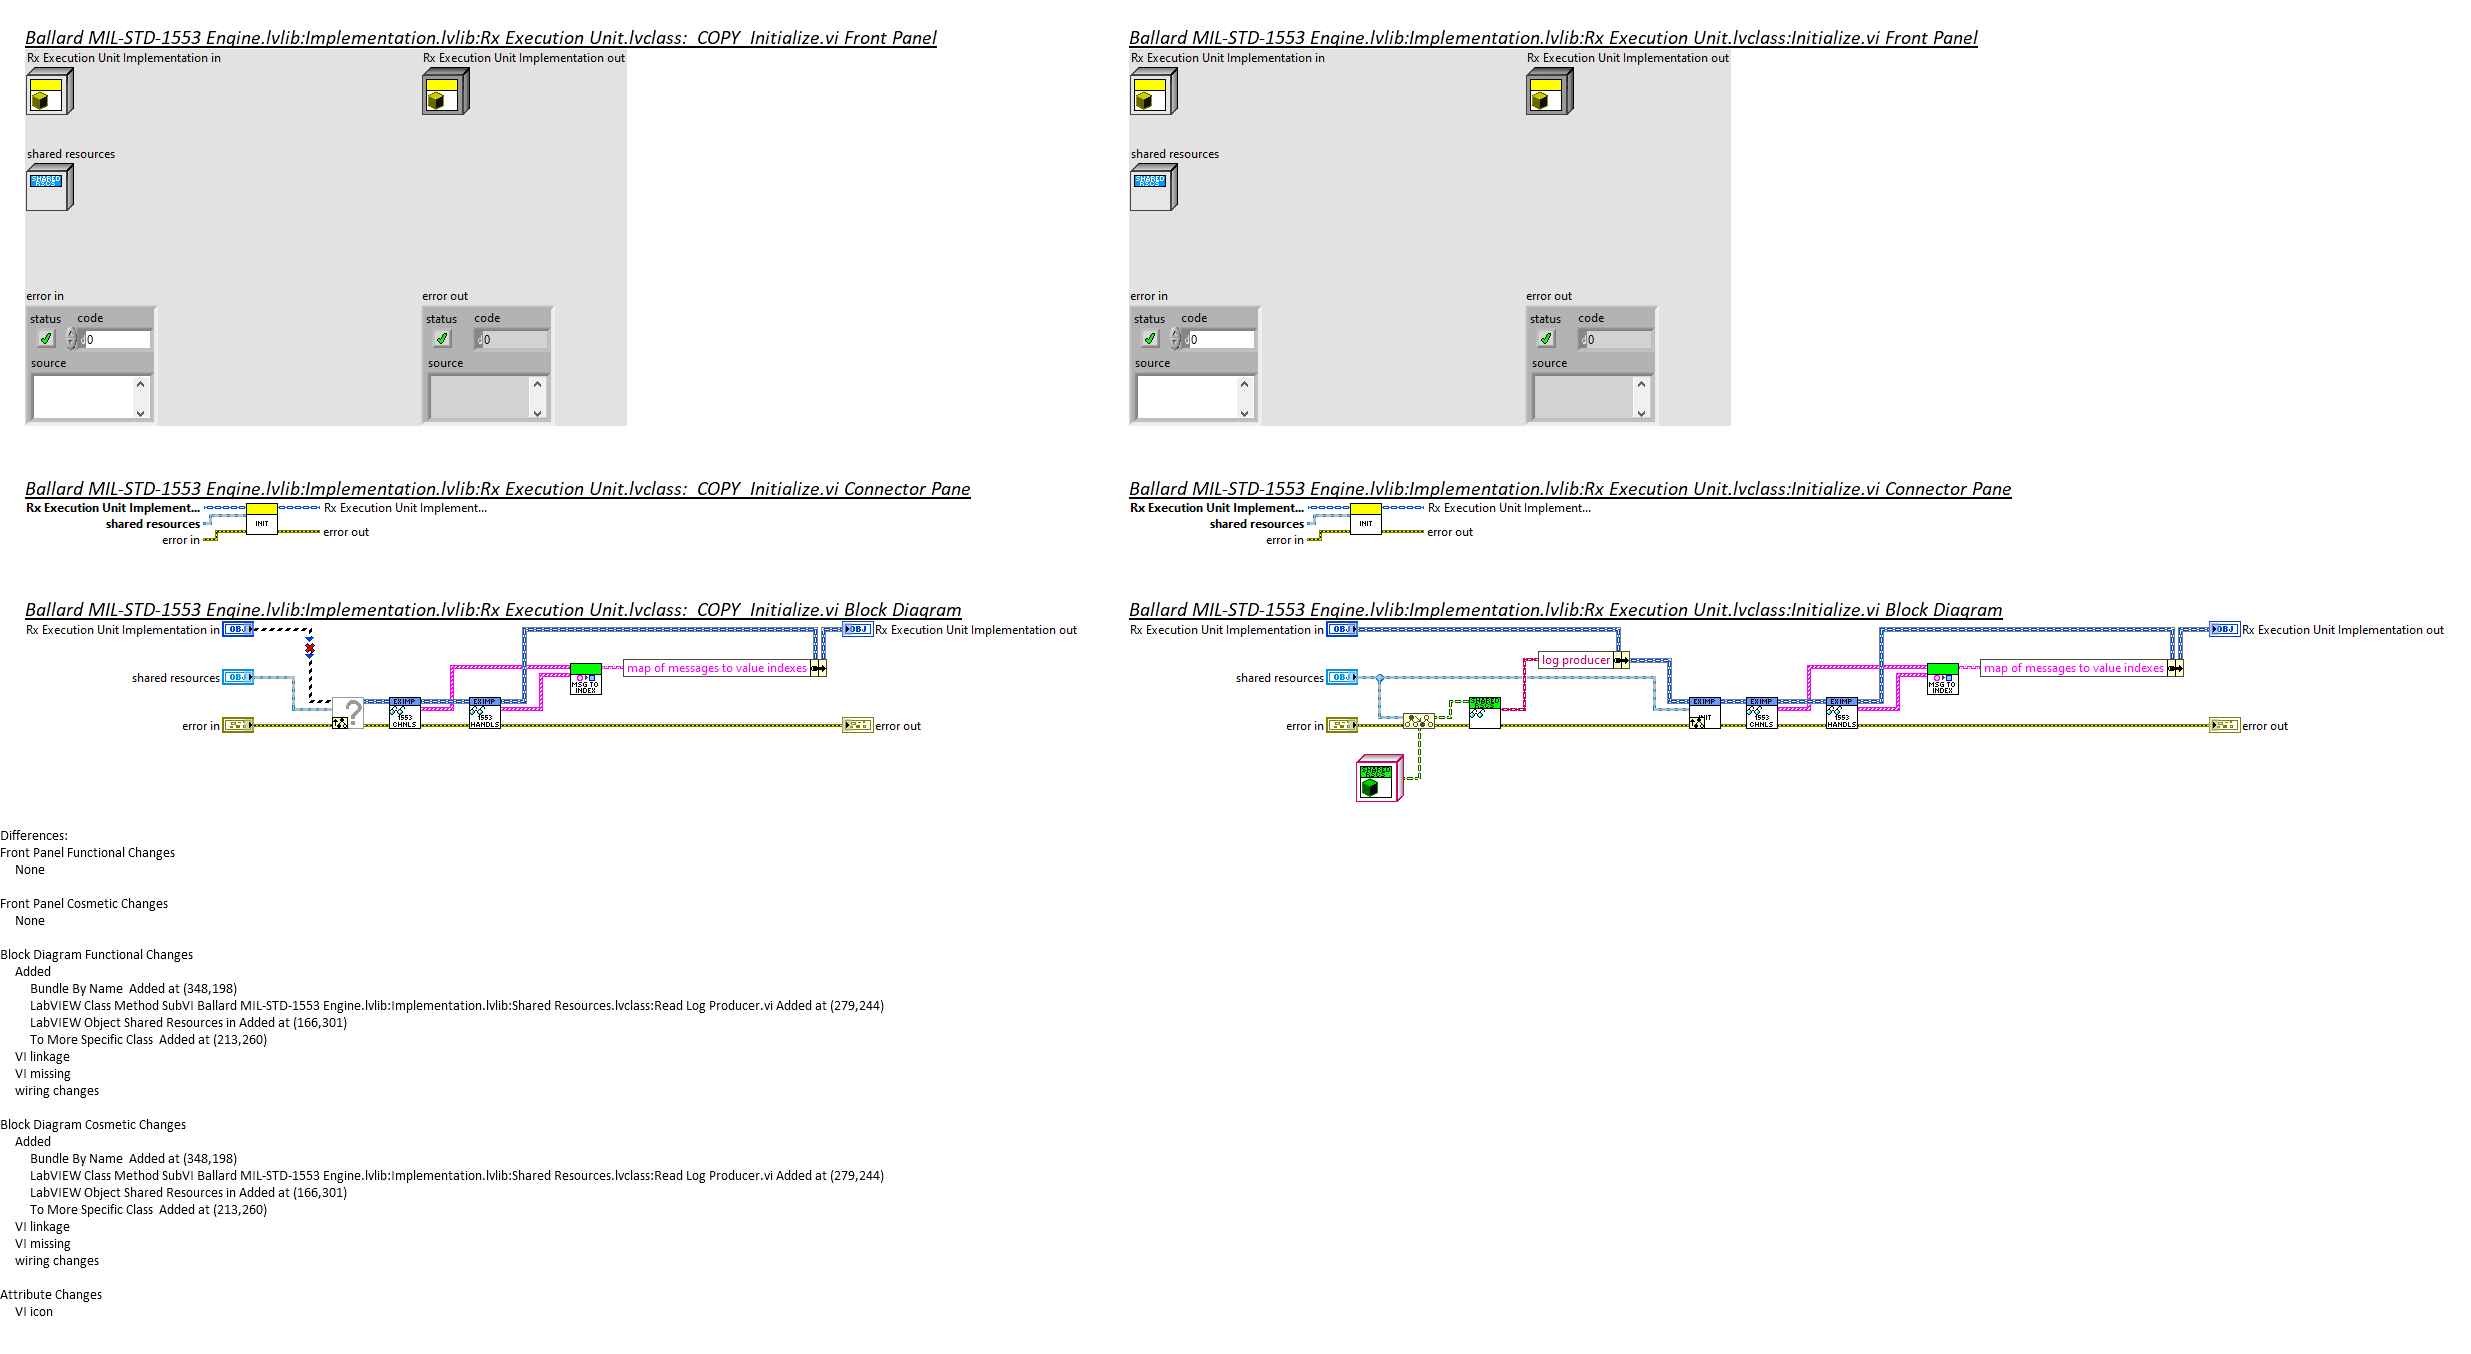 Ballard MIL-STD-1553 Engine.lvlib:Implementation.lvlib:Rx Execution Unit.lvclass:_COPY_Initialize.vi Front Panel
Rx Execution Unit Implementation in
Rx Execution Unit Implementation out
shared resources
SHARED RSCS
error in
status
code
0
source
error out
status
code
0
source
Ballard MIL-STD-1553 Engine.lvlib:Implementation.lvlib:Rx Execution Unit.lvclass:Initialize.vi Front Panel
Rx Execution Unit Implementation in
Rx Execution Unit Implementation out
shared resources
SHARED RSCS
error in
status
code
0
source
error out
status
code
0
source
Ballard MIL-STD-1553 Engine.lvlib:Implementation.lvlib:Rx Execution Unit.lvclass:_COPY_Initialize.vi Connector Pane
Rx Execution Unit Implement...
Rx Execution Unit Implement...
shared resources
INIT
error in
error out
Ballard MIL-STD-1553 Engine.lvlib:Implementation.lvlib:Rx Execution Unit.lvclass:Initialize.vi Connector Pane
Rx Execution Unit Implement...
Rx Execution Unit Implement...
shared resources
INIT
error in
error out
Ballard MIL-STD-1553 Engine.lvlib:Implementation.lvlib:Rx Execution Unit.lvclass:_COPY_Initialize.vi Block Diagram
Rx Execution Unit Implementation in
OBJ
OBJ
Rx Execution Unit Implementation out
map of messages to value indexes
MSG TO INDEX
shared resources
OBJ
?
EXIMP 1553 CHNLS
EXIMP 1553 HANDLS
error in
error out
Ballard MIL-STD-1553 Engine.lvlib:Implementation.lvlib:Rx Execution Unit.lvclass:Initialize.vi Block Diagram
Rx Execution Unit Implementation in
OBJ
OBJ
Rx Execution Unit Implementation out
log producer
map of messages to value indexes
MSG TO INDEX
shared resources
OBJ
SHARED RSCS
EXIMP INIT
EXIMP 1553 CHNLS
EXIMP 1553 HANDLS
error in
error out
SHARED RSCS
Differences:
Front Panel Functional Changes
None
Front Panel Cosmetic Changes
None
Block Diagram Functional Changes
Added
Bundle By Name  Added at (348,198)
LabVIEW Class Method SubVI Ballard MIL-STD-1553 Engine.lvlib:Implementation.lvlib:Shared Resources.lvclass:Read Log Producer.vi Added at (279,244)
LabVIEW Object Shared Resources in Added at (166,301)
To More Specific Class  Added at (213,260)
VI linkage
VI missing
wiring changes
Block Diagram Cosmetic Changes
Added
Bundle By Name  Added at (348,198)
LabVIEW Class Method SubVI Ballard MIL-STD-1553 Engine.lvlib:Implementation.lvlib:Shared Resources.lvclass:Read Log Producer.vi Added at (279,244)
LabVIEW Object Shared Resources in Added at (166,301)
To More Specific Class  Added at (213,260)
VI linkage
VI missing
wiring changes
Attribute Changes
VI icon